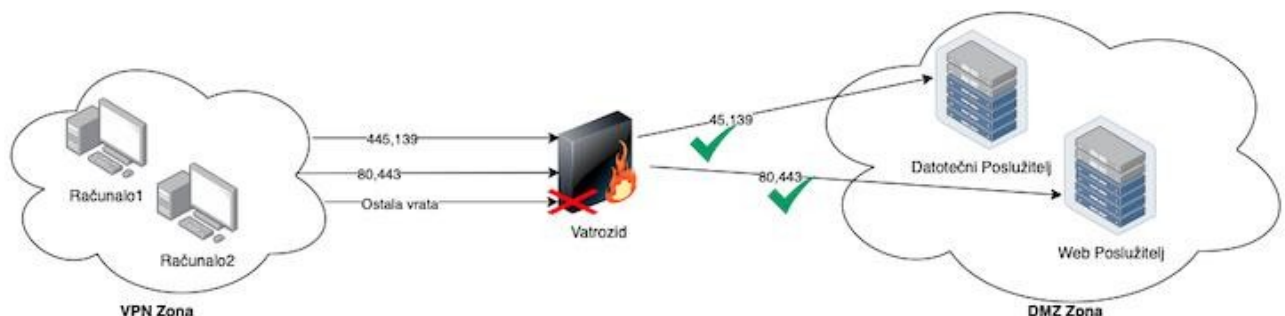 445,139
80,443
Ostala vrata
Računalo1
Računalo2
VPN Zona
Vatrozid
45,139
80,443
Datotečni Poslužitelj
Web Poslužitelj
DMZ Zona